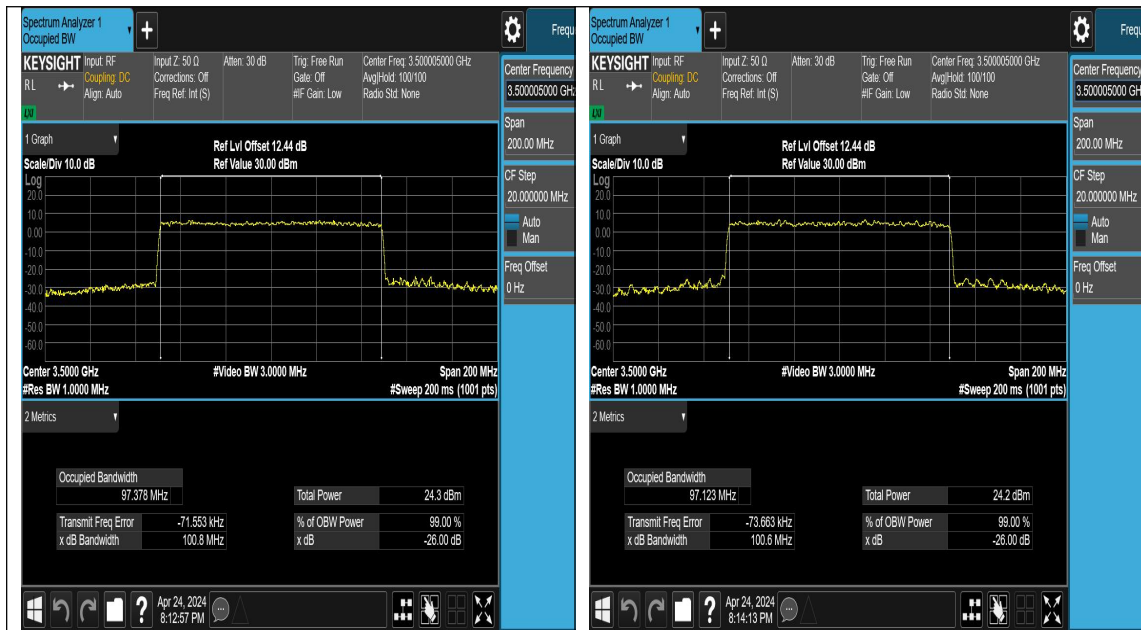 Spectrum Analyzer 1
Occupied BW
+
Frequ
KEYSIGHT
Input: RF
Input Z: 50 Ω
Atten: 30 dB
Trig: Free Run
Center Freq: 3.500005000 GHz
R L
Coupling: DC
Corrections: Off
Gate: Off
Avg|Hold: 100/100
Align: Auto
Freq Ref: Int (S)
#IF Gain: Low
Radio Std: None
LXI
Center Frequency
3.500005000 GHz
Span
200.00 MHz
CF Step
20.000000 MHz
Auto
Man
Freq Offset
0 Hz
1 Graph
Ref Lvl Offset 12.44 dB
Scale/Div 10.0 dB
Ref Value 30.00 dBm
Log
20.0
10.0
0.00
-10.0
-20.0
-30.0
-40.0
-50.0
-60.0
Center 3.5000 GHz
#Video BW 3.0000 MHz
Span 200 MHz
#Res BW 1.0000 MHz
#Sweep 200 ms (1001 pts)
2 Metrics
Occupied Bandwidth
97.378 MHz
Total Power 24.3 dBm
Transmit Freq Error -71.553 kHz
% of OBW Power 99.00 %
x dB Bandwidth 100.8 MHz
x dB -26.00 dB
?
Apr 24, 2024
8:12:57 PM
Spectrum Analyzer 1
Occupied BW
+
Frequ
KEYSIGHT
Input: RF
Input Z: 50 Ω
Atten: 30 dB
Trig: Free Run
Center Freq: 3.500005000 GHz
R L
Coupling: DC
Corrections: Off
Gate: Off
Avg|Hold: 100/100
Align: Auto
Freq Ref: Int (S)
#IF Gain: Low
Radio Std: None
LXI
Center Frequency
3.500005000 GH
Span
200.00 MHz
CF Step
20.000000 MHz
Auto
Man
Freq Offset
0 Hz
1 Graph
Ref Lvl Offset 12.44 dB
Scale/Div 10.0 dB
Ref Value 30.00 dBm
Log
20.0
10.0
0.00
-10.0
-20.0
-30.0
-40.0
-50.0
-60.0
Center 3.5000 GHz
#Video BW 3.0000 MHz
Span 200 MHz
#Res BW 1.0000 MHz
#Sweep 200 ms (1001 pts)
2 Metrics
Occupied Bandwidth
97.123 MHz
Total Power 24.2 dBm
Transmit Freq Error -73.663 kHz
% of OBW Power 99.00 %
x dB Bandwidth 100.6 MHz
x dB -26.00 dB
?
Apr 24, 2024
8:14:13 PM